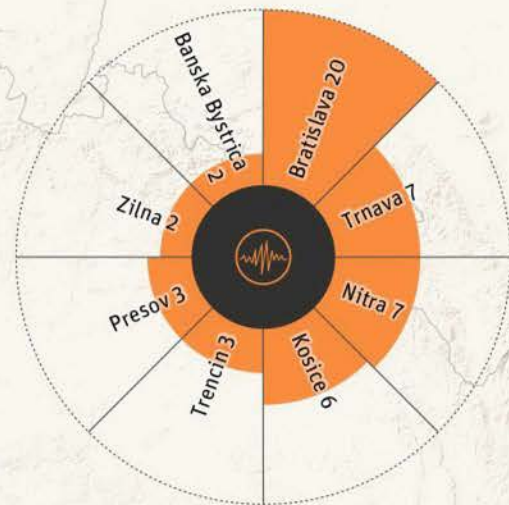 Bratislava 20
Trnava 7
Nitra 7
Kosice 6
Trencin 3
Presov 3
Zilna 2
Banska Bystrica
2